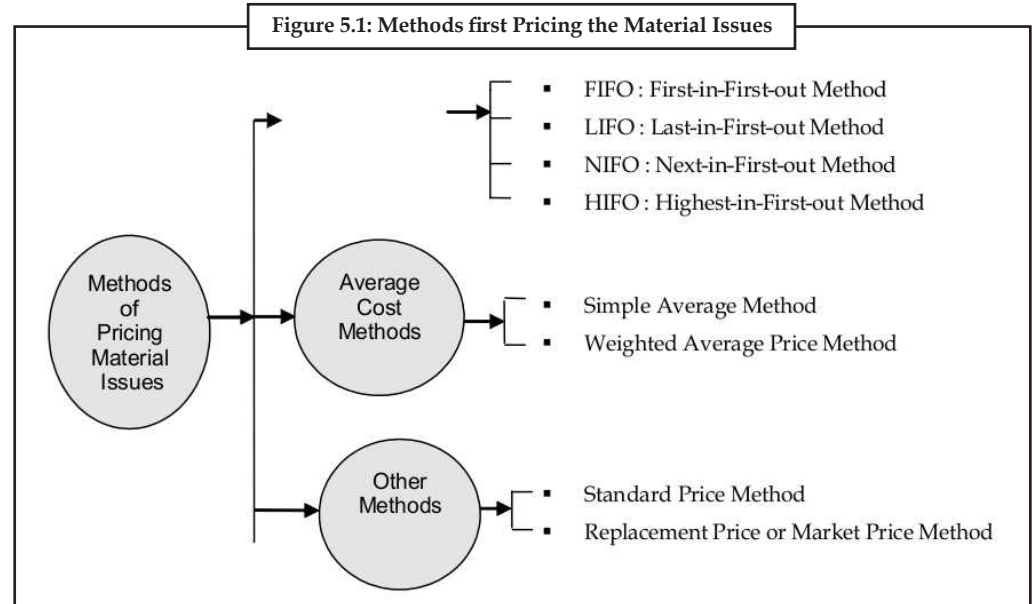 Figure 5.1: Methods first Pricing the Material Issues
▪ FIFO : First-in-First-out Method
▪ LIFO : Last-in-First-out Method
▪ NIFO : Next-in-First-out Method
▪ HIFO : Highest-in-First-out Method
Methods
of
Pricing
Material
Issues
Average
Cost
Methods
▪ Simple Average Method
▪ Weighted Average Price Method
Other
Methods
▪ Standard Price Method
▪ Replacement Price or Market Price Method